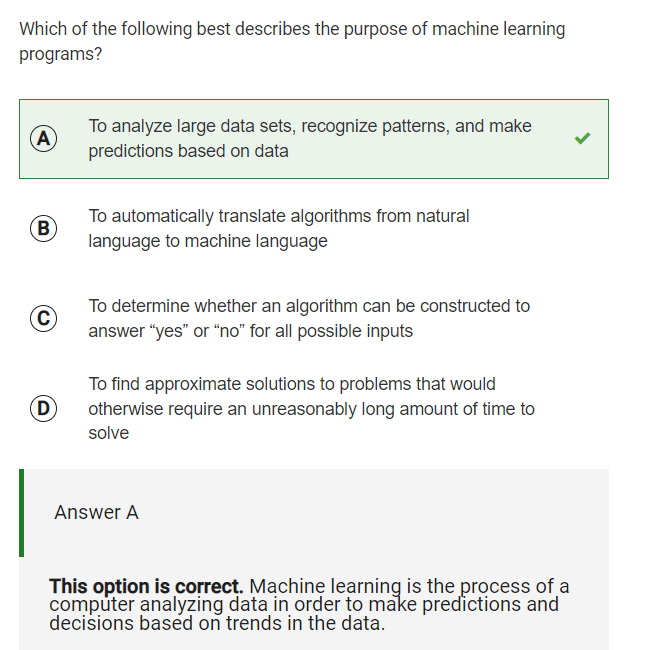 Which of the following best describes the purpose of machine learning
programs?
A
To analyze large data sets, recognize patterns, and make
predictions based on data
B
To automatically translate algorithms from natural
language to machine language
C
To determine whether an algorithm can be constructed to
answer “yes” or “no” for all possible inputs
D
To find approximate solutions to problems that would
otherwise require an unreasonably long amount of time to
solve
Answer A
This option is correct. Machine learning is the process of a
computer analyzing data in order to make predictions and
decisions based on trends in the data.